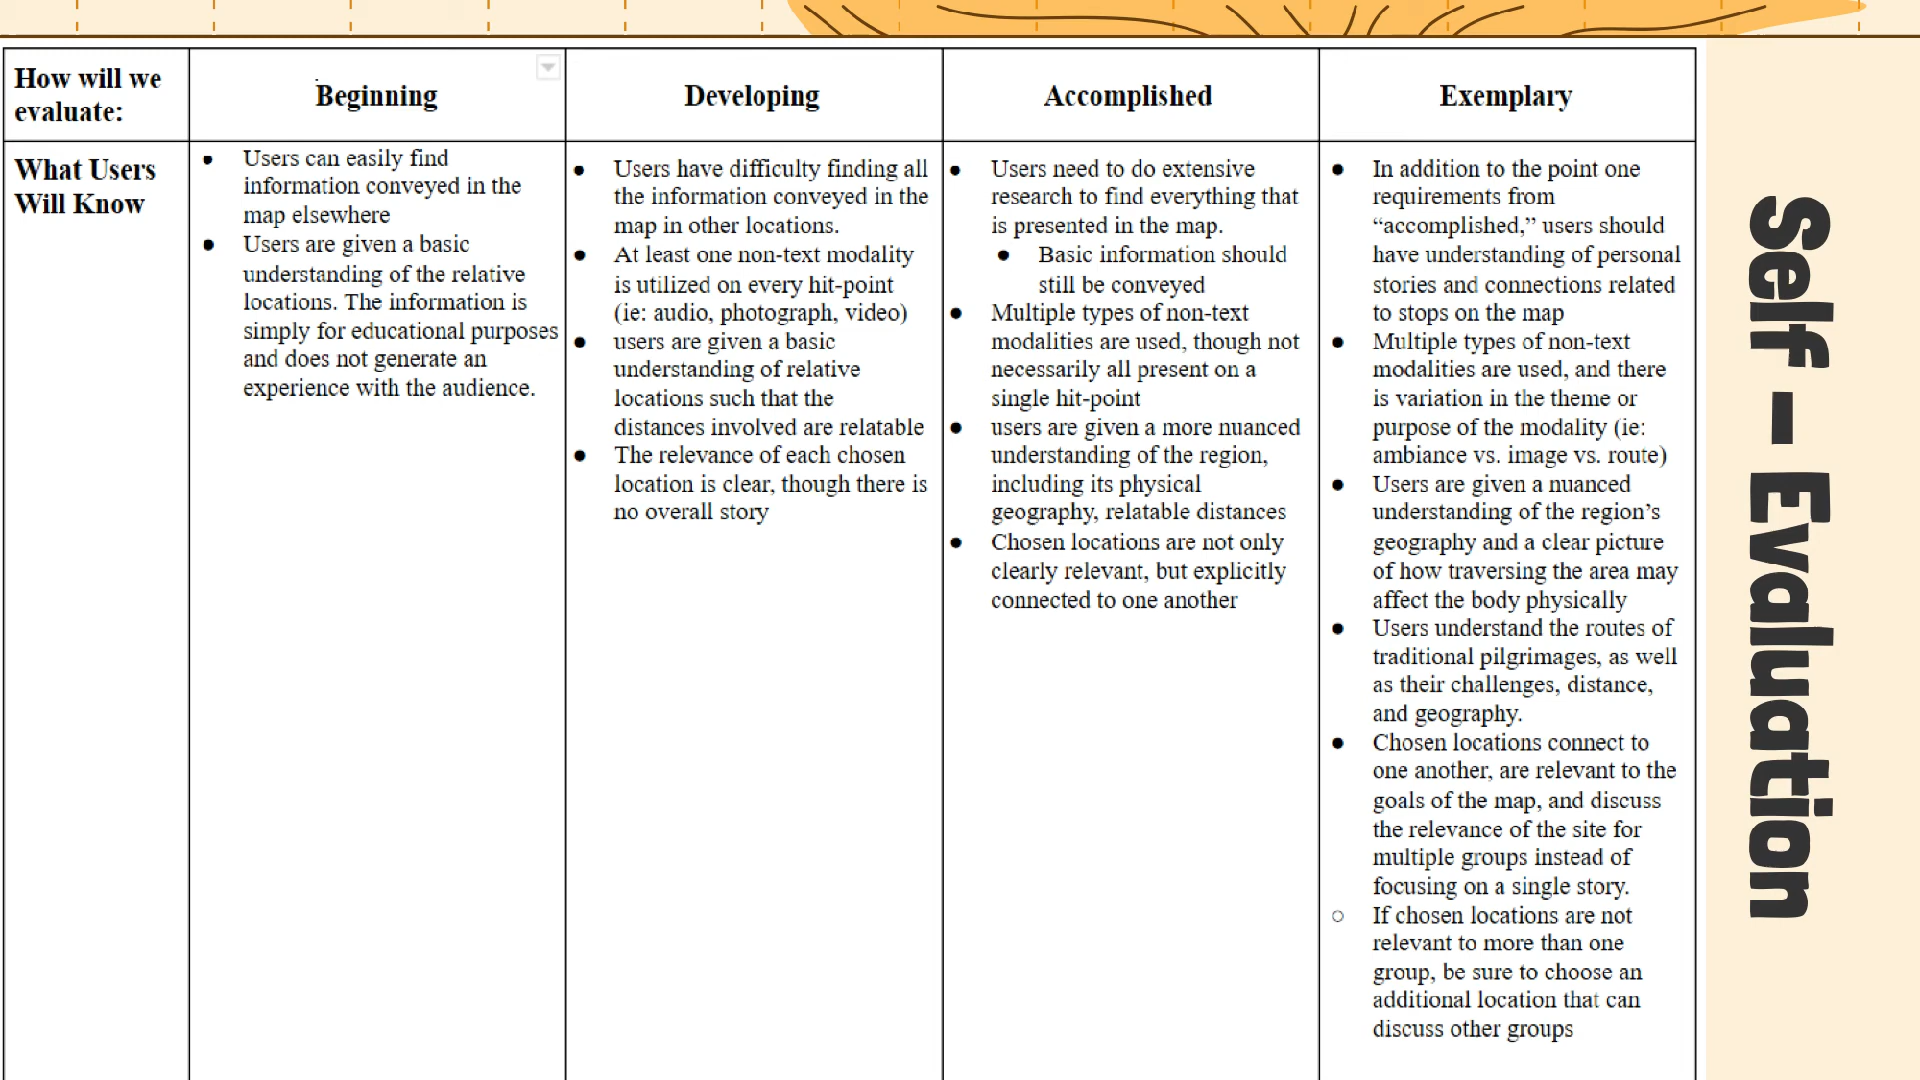 How will we
evaluate:
Beginning
Developing
Accomplished
Exemplary
What Users
Will Know
● Users can easily find
information conveyed in the
map elsewhere
● Users are given a basic
understanding of the relative
locations. The information is
simply for educational purposes
and does not generate an
experience with the audience.
● Users have difficulty finding all
the information conveyed in the
map in other locations.
● At least one non-text modality
is utilized on every hit-point
(ie: audio, photograph, video)
● users are given a basic
understanding of relative
locations such that the
distances involved are relatable
● The relevance of each chosen
location is clear, though there is
no overall story
● Users need to do extensive
research to find everything that
is presented in the map.
● Basic information should
still be conveyed
● Multiple types of non-text
modalities are used, though not
necessarily all present on a
single hit-point
● users are given a more nuanced
understanding of the region,
including its physical
geography, relatable distances
● Chosen locations are not only
clearly relevant, but explicitly
connected to one another
● In addition to the point one
requirements from
“accomplished,” users should
have understanding of personal
stories and connections related
to stops on the map
● Multiple types of non-text
modalities are used, and there
is variation in the theme or
purpose of the modality (ie:
ambiance vs. image vs. route)
● Users are given a nuanced
understanding of the region’s
geography and a clear picture
of how traversing the area may
affect the body physically
● Users understand the routes of
traditional pilgrimages, as well
as their challenges, distance,
and geography.
● Chosen locations connect to
one another, are relevant to the
goals of the map, and discuss
the relevance of the site for
multiple groups instead of
focusing on a single story.
○ If chosen locations are not
relevant to more than one
group, be sure to choose an
additional location that can
discuss other groups
Self – Evaluation